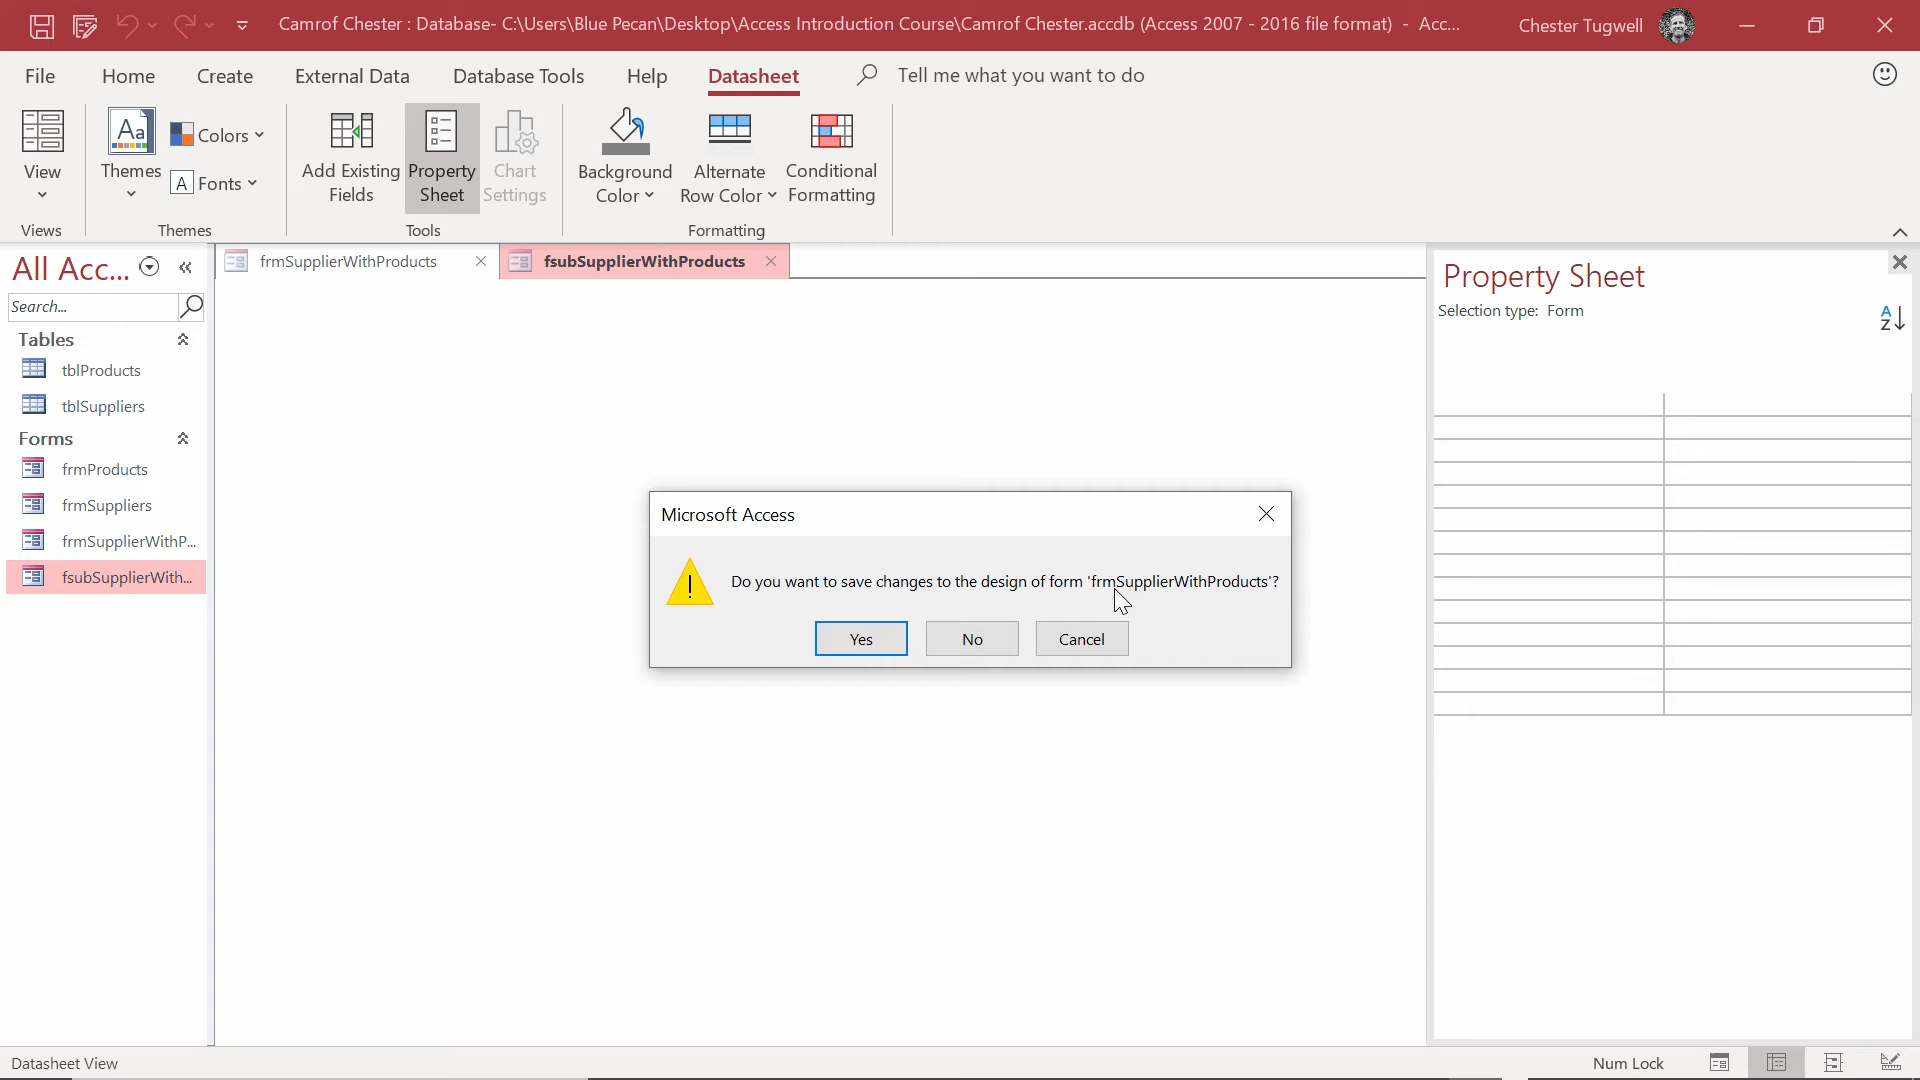 Camrof Chester : Database- C:\Users\Blue Pecan\Desktop\Access Introduction Course\Camrof Chester.accdb (Access 2007 - 2016 file format) - Acc...
Chester Tugwell
File
Home
Create
External Data
Database Tools
Help
Datasheet
Tell me what you want to do
View
Views
Aa
Themes
Colors
A Fonts
Themes
Add Existing
Fields
Property
Sheet
Chart
Settings
Tools
Background
Color
Alternate
Row Color
Conditional
Formatting
Formatting
All Acc...
Search...
Tables
tblProducts
tblSuppliers
Forms
frmProducts
frmSuppliers
frmSupplierWithP...
fsubSupplierWith...
frmSupplierWithProducts
fsubSupplierWithProducts
Microsoft Access
Do you want to save changes to the design of form 'frmSupplierWithProducts'?
Yes
No
Cancel
Property Sheet
Selection type: Form
A
Z
Datasheet View
Num Lock